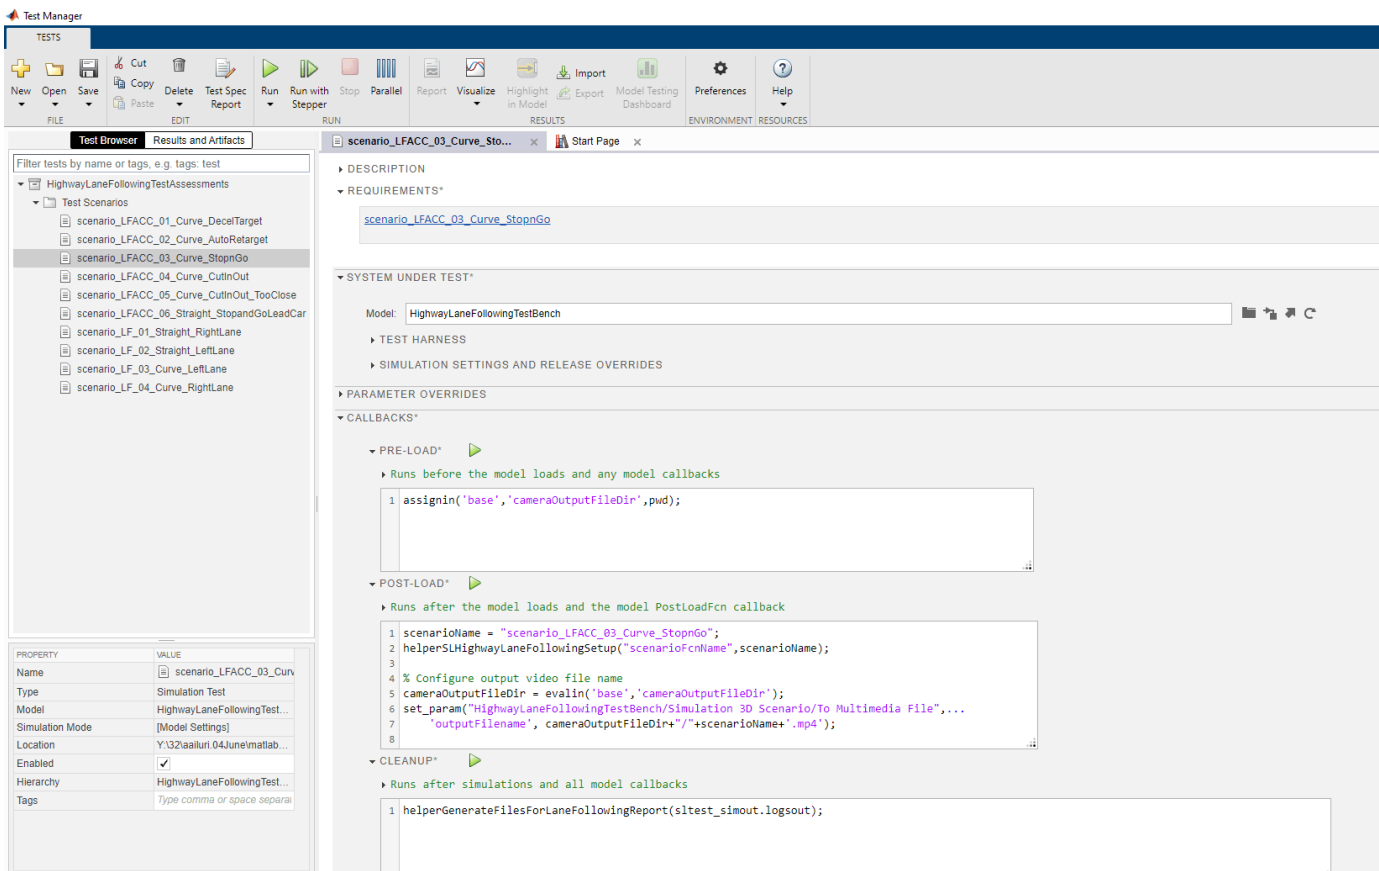 Test Manager
TESTS
New
Open
Save
Cut
Copy
Paste
Delete
Test Spec
Report
Run
Run with
Stepper
Stop
Parallel
Report
Visualize
Highlight
in Model
Import
Export
Model Testing
Dashboard
Preferences
Help
FILE
EDIT
RUN
RESULTS
ENVIRONMENT
RESOURCES
Test Browser
Results and Artifacts
Filter tests by name or tags, e.g. tags: test
HighwayLaneFollowingTestAssessments
Test Scenarios
scenario_LFACC_01_Curve_DecelTarget
scenario_LFACC_02_Curve_AutoRetarget
scenario_LFACC_03_Curve_StopnGo
scenario_LFACC_04_Curve_CutInOut
scenario_LFACC_05_Curve_CutInOut_TooClose
scenario_LFACC_06_Straight_StopandGoLeadCar
scenario_LF_01_Straight_RightLane
scenario_LF_02_Straight_LeftLane
scenario_LF_03_Curve_LeftLane
scenario_LF_04_Curve_RightLane
PROPERTY VALUE
Name scenario_LFACC_03_Curv
Type Simulation Test
Model HighwayLaneFollowingTest...
Simulation Mode [Model Settings]
Location Y:\32\aailuri.04June\matlab...
Enabled
Hierarchy HighwayLaneFollowingTest...
Tags Type comma or space separat
scenario_LFACC_03_Curve_Sto... ×
Start Page ×
DESCRIPTION
REQUIREMENTS*
scenario_LFACC_03_Curve_StopnGo
SYSTEM UNDER TEST*
Model: HighwayLaneFollowingTestBench
TEST HARNESS
SIMULATION SETTINGS AND RELEASE OVERRIDES
PARAMETER OVERRIDES
CALLBACKS*
PRE-LOAD*
Runs before the model loads and any model callbacks
1 assignin('base','cameraOutputFileDir',pwd);
POST-LOAD*
Runs after the model loads and the model PostLoadFcn callback
1 scenarioName = "scenario_LFACC_03_Curve_StopnGo";
2 helperSLHighwayLaneFollowingSetup("scenarioFcnName",scenarioName);
3
4 % Configure output video file name
5 cameraOutputFileDir = evalin('base','cameraOutputFileDir');
6 set_param("HighwayLaneFollowingTestBench/Simulation 3D Scenario/To Multimedia File",...
7 'outputFilename', cameraOutputFileDir+"/"+scenarioName+'.mp4');
8
CLEANUP*
Runs after simulations and all model callbacks
1 helperGenerateFilesForLaneFollowingReport(sltest_simout.logsout);